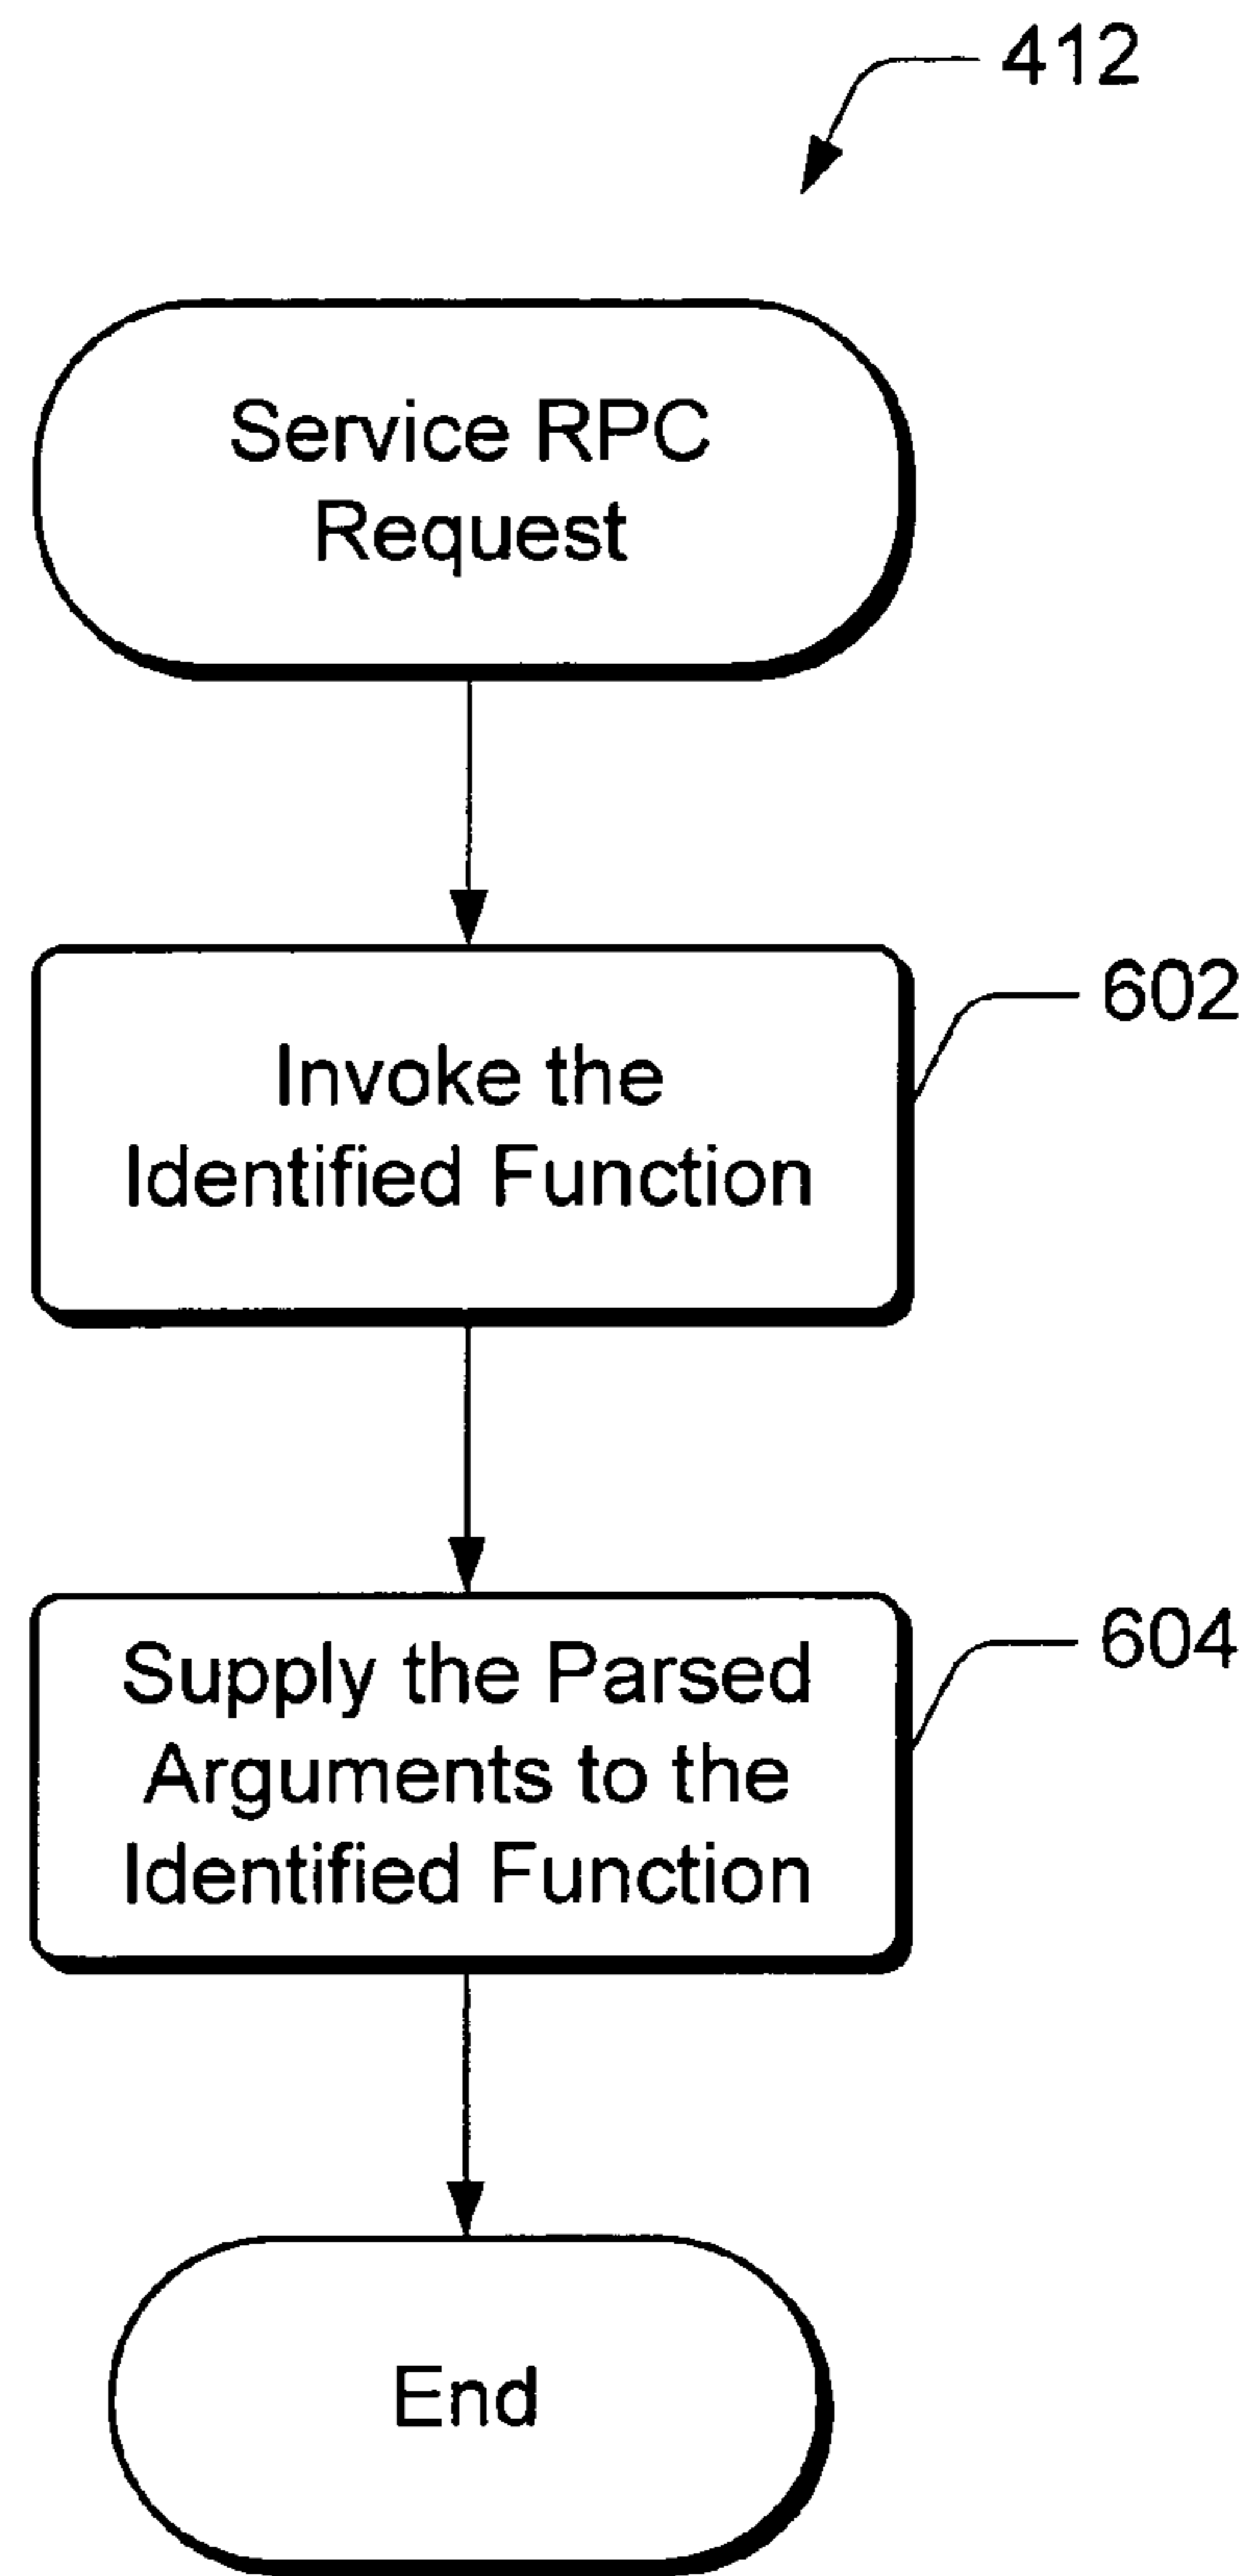 412
Service RPC
Request
602
Invoke the
Identified Function
604
Supply the Parsed
Arguments to the
Identified Function
End